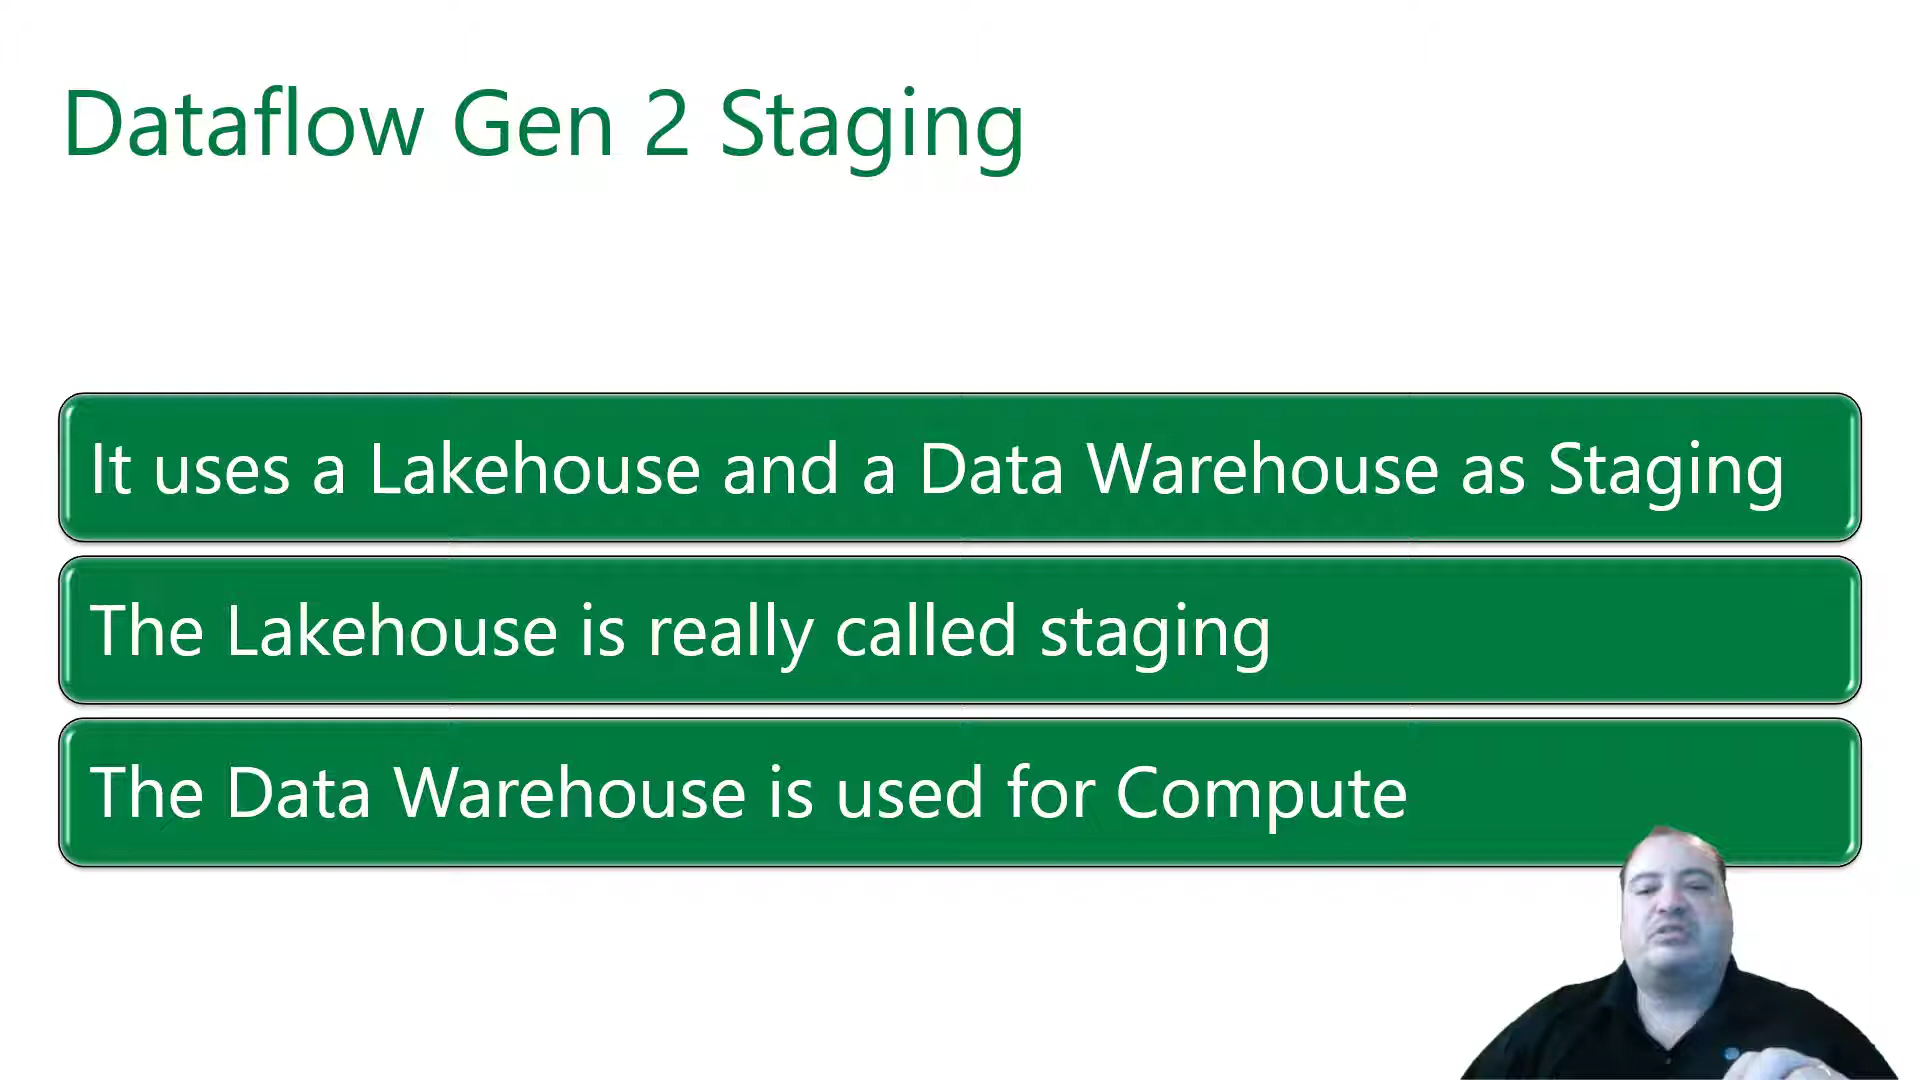 Dataflow Gen 2 Staging
It uses a Lakehouse and a Data Warehouse as Staging
The Lakehouse is really called staging
The Data Warehouse is used for Compute